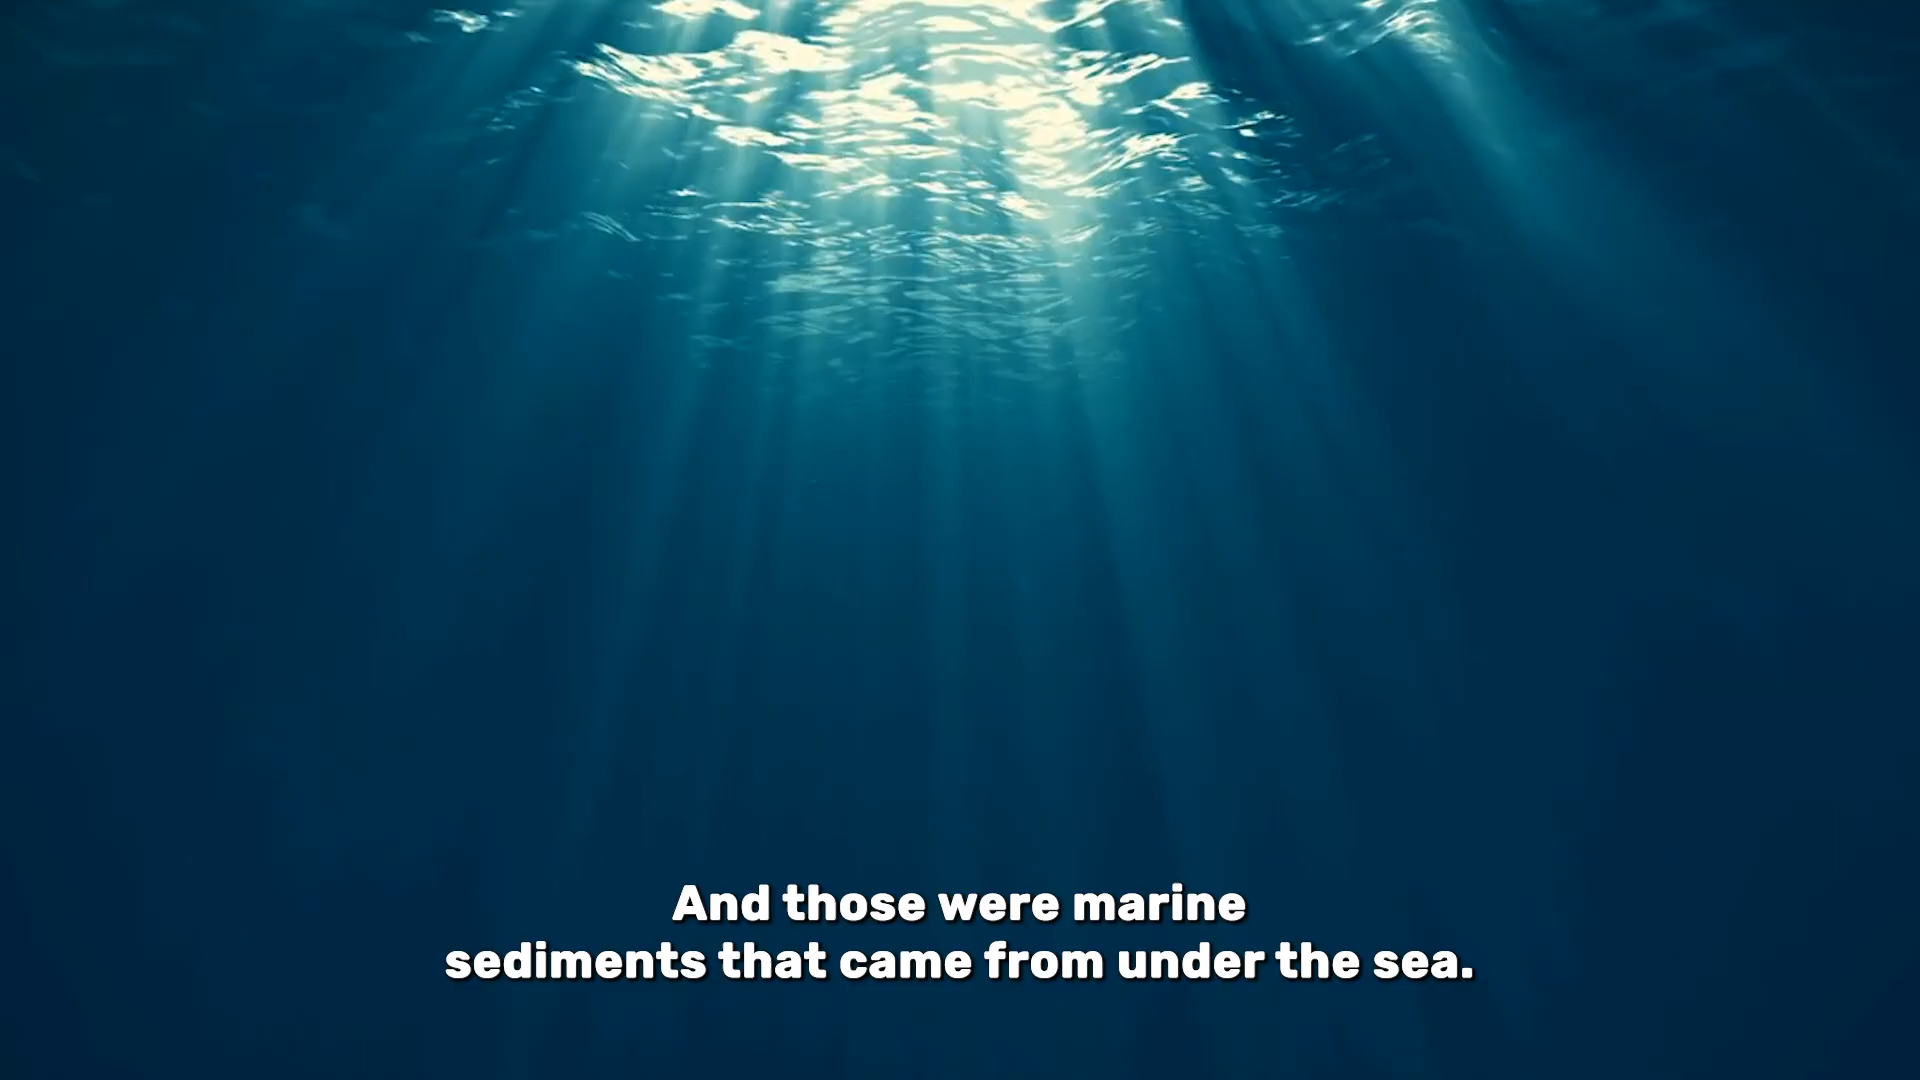 And those were marine
sediments that came from under the sea.